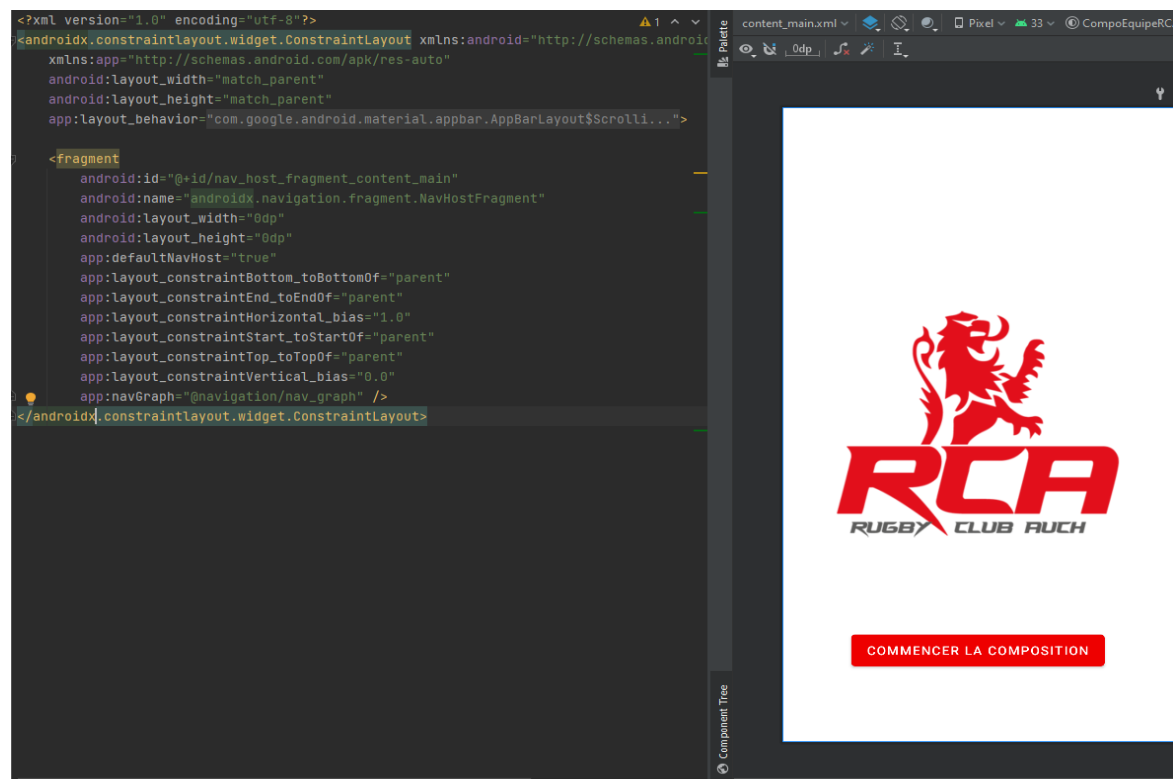 <?xml version="1.0" encoding="utf-8"?>
<androidx.constraintlayout.widget.ConstraintLayout xmlns:android="http://schemas.androi
    xmlns:app="http://schemas.android.com/apk/res-auto"
    android:layout_width="match_parent"
    android:layout_height="match_parent"
    app:layout_behavior="com.google.android.material.appbar.AppBarLayout$Scrolli...">
    <fragment
        android:id="@+id/nav_host_fragment_content_main"
        android:name="androidx.navigation.fragment.NavHostFragment"
        android:layout_width="0dp"
        android:layout_height="0dp"
        app:defaultNavHost="true"
        app:layout_constraintBottom_toBottomOf="parent"
        app:layout_constraintEnd_toEndOf="parent"
        app:layout_constraintHorizontal_bias="1.0"
        app:layout_constraintStart_toStartOf="parent"
        app:layout_constraintTop_toTopOf="parent"
        app:layout_constraintVertical_bias="0.0"
        app:navGraph="@navigation/nav_graph" />
</androidx.constraintlayout.widget.ConstraintLayout>
1
Palette
Component Tree
content_main.xml Pixel 33 CompoEquipeRC
0dp
RCA
RUGBY CLUB AUCH
COMMENCER LA COMPOSITION